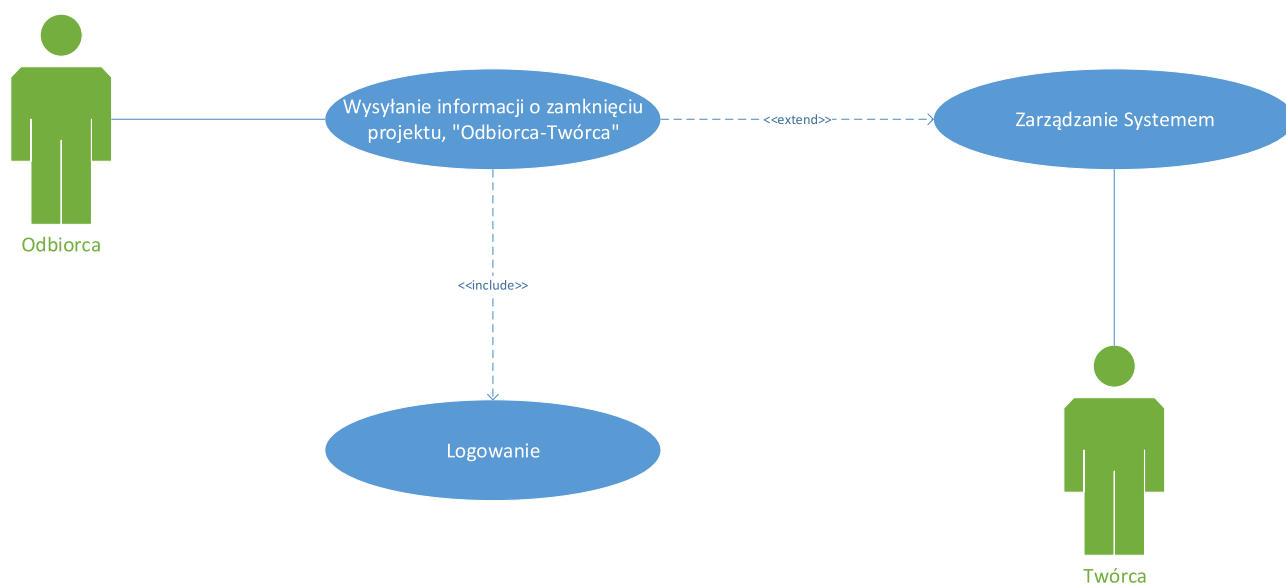 Wysyłanie informacji o zamknięciu
projektu, "Odbiorca-Twórca"
<<extend>>
Zarządzanie Systemem
Odbiorca
<<include>>
Logowanie
Twórca